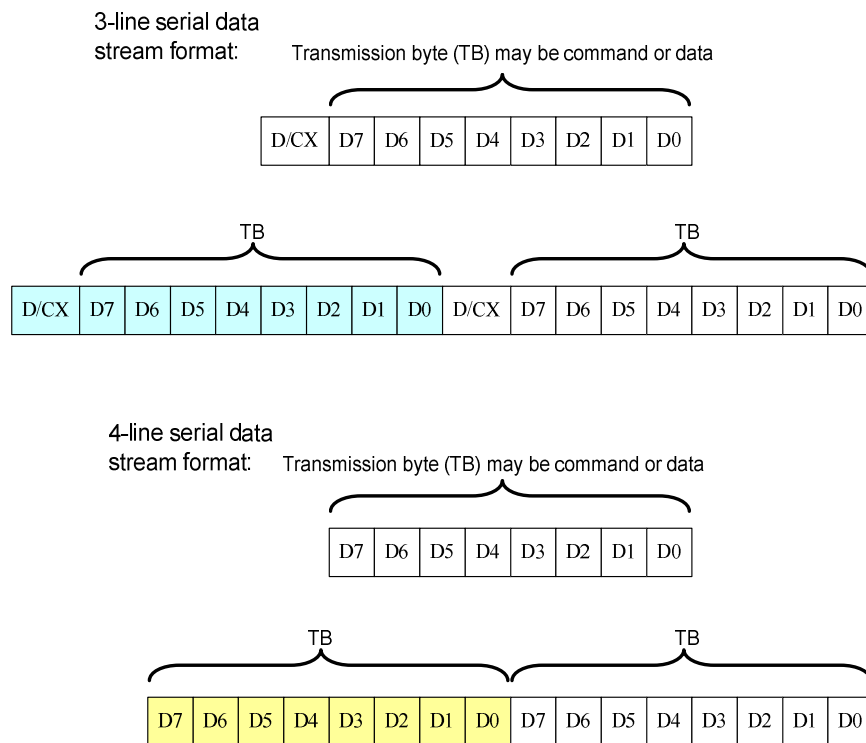 3-line serial data
stream format:
Transmission byte (TB) may be command or data
D/CX D7 D6 D5 D4 D3 D2 D1 D0
TB TB
D/CX D7 D6 D5 D4 D3 D2 D1 D0 D/CX D7 D6 D5 D4 D3 D2 D1 D0
4-line serial data
stream format:
Transmission byte (TB) may be command or data
D7 D6 D5 D4 D3 D2 D1 D0
TB TB
D7 D6 D5 D4 D3 D2 D1 D0 D7 D6 D5 D4 D3 D2 D1 D0